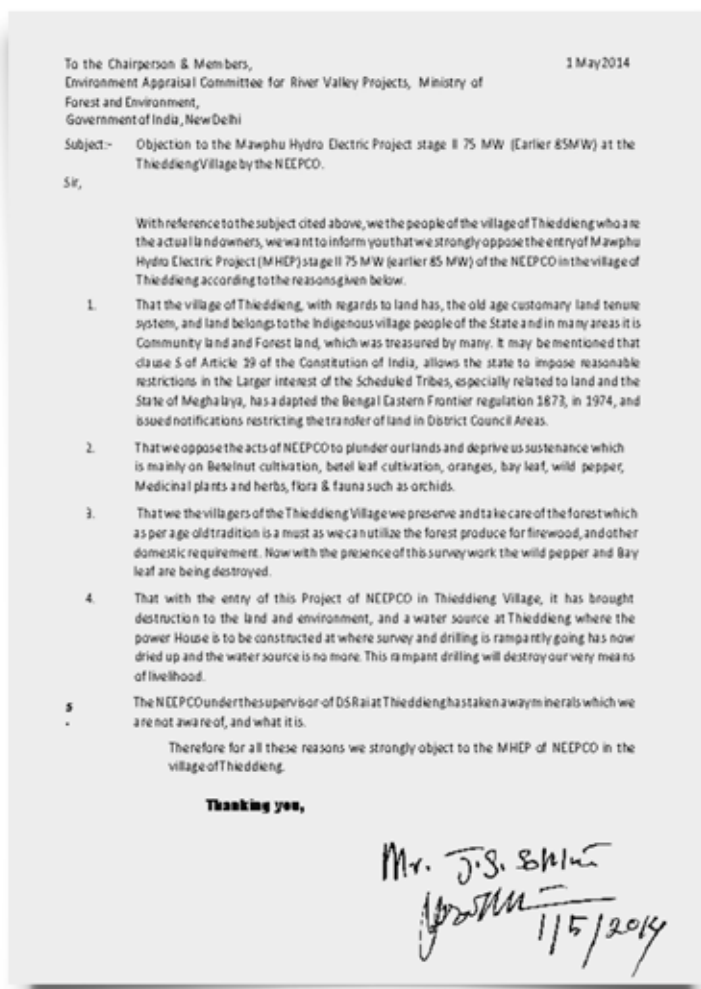 To the Chairperson & Members, 1 May 2014
Environment Appraisal Committee for River Valley Projects, Ministry of
Forest and Environment,
Government of India, New Delhi
Subject:- Objection to the Mawphu Hydro Electric Project stage II 75 MW (Earlier 85MW) at the
Thieddieng Village by the NEEPCO.
Sir,
With reference to the subject cited above, we the people of the village of Thieddieng who are
the actual land owners, we want to inform you that we strongly oppose the entry of Mawphu
Hydro Electric Project (MHEP) stage II 75 MW (earlier 85 MW) of the NEEPCO in the village of
Thieddieng according to the reasons given below.
1. That the village of Thieddieng, with regards to land has, the old age customary land tenure
system, and land belongs to the Indigenous village people of the State and in many areas it is
Community land and Forest land, which was treasured by many. It may be mentioned that
clause 5 of Article 19 of the Constitution of India, allows the state to impose reasonable
restrictions in the Larger interest of the Scheduled Tribes, especially related to land and the
State of Meghalaya, has adapted the Bengal Eastern Frontier regulation 1873, in 1974, and
issued notifications restricting the transfer of land in District Council Areas.
2. That we oppose the acts of NEEPCO to plunder our lands and deprive us sustenance which
is mainly on Betelnut cultivation, betel leaf cultivation, oranges, bay leaf, wild pepper,
Medicinal plants and herbs, flora & fauna such as orchids.
3. That we the villagers of the Thieddieng Village we preserve and take care of the forest which
as per age old tradition is a must as we can utilize the forest produce for firewood, and other
domestic requirement. Now with the presence of this survey work the wild pepper and Bay
leaf are being destroyed.
4. That with the entry of this Project of NEEPCO in Thieddieng Village, it has brought
destruction to the land and environment, and a water source at Thieddieng where the
power House is to be constructed at where survey and drilling is rampantly going has now
dried up and the water source is no more. This rampant drilling will destroy our very means
of livelihood.
5. The NEEPCO under the supervisor of DS Rai at Thieddieng has taken away minerals which we
are not aware of, and what it is.
Therefore for all these reasons we strongly object to the MHEP of NEEPCO in the
village of Thieddieng.
Thanking you,
Mr. J.S.
1/5/2014